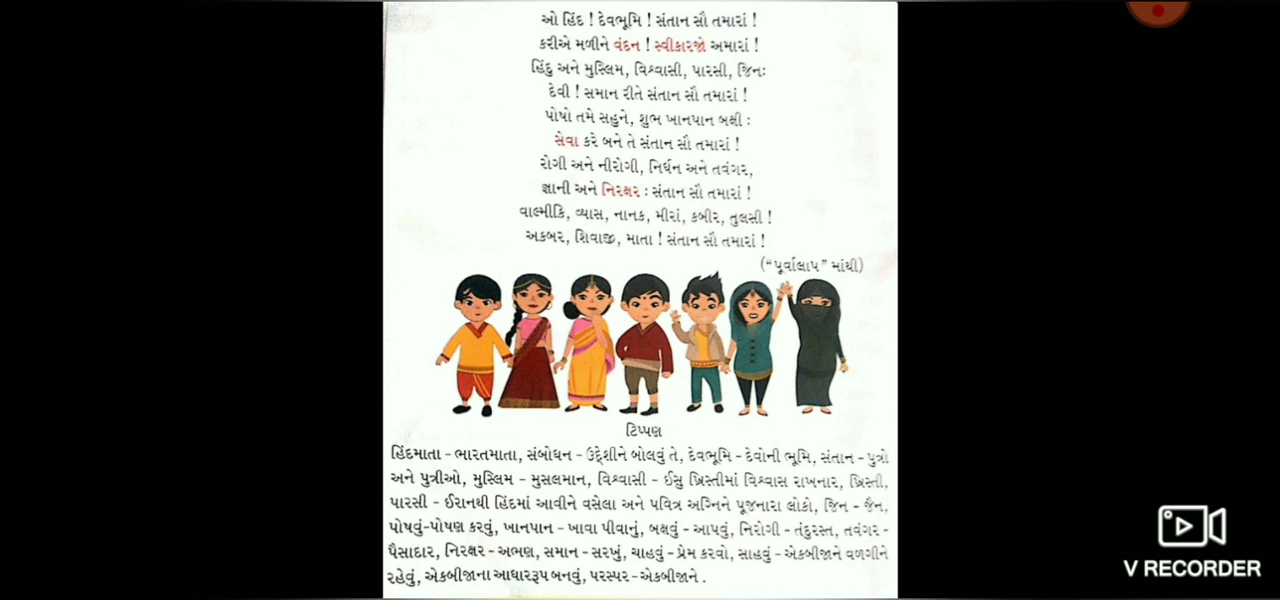 ઓ હિંદ ! દેવભૂમિ ! સંતાન સૌ તમારાં !
કરીએ મળીને વંદન ! સ્વીકારજો અમારાં !
હિંદુ અને મુસ્લિમ, વિશ્વાસી, પારસી, જિનઃ
દેવી ! સમાન રીતે સંતાન સૌ તમારાં !
પોષો તમે સહુને, શુભ ખાનપાન બક્ષી :
સેવા કરે બને તે સંતાન સૌ તમારાં !
રોગી અને નીરોગી, નિર્ધન અને તવંગર,
જ્ઞાની અને નિરક્ષર : સંતાન સૌ તમારાં !
વાલ્મીકિ, વ્યાસ, નાનક, મીરાં, કબીર, તુલસી !
અકબર, શિવાજી, માતા ! સંતાન સૌ તમારાં !
(“પૂર્વાલાપ” માંથી)
ટિપ્પણ
હિંદમાતા - ભારતમાતા, સંબોધન - ઉદ્દેશીને બોલવું તે, દેવભૂમિ - દેવોની ભૂમિ, સંતાન - પુત્રો
અને પુત્રીઓ, મુસ્લિમ - મુસલમાન, વિશ્વાસી - ઈસુ ખ્રિસ્તીમાં વિશ્વાસ રાખનાર, ખ્રિસ્તી,
પારસી - ઈરાનથી હિંદમાં આવીને વસેલા અને પવિત્ર અગ્નિને પૂજનારા લોકો, જિન - જૈન,
પોષવું-પોષણ કરવું, ખાનપાન - ખાવા પીવાનું, બક્ષવું - આપવું, નિરોગી - તંદુરસ્ત, તવંગર -
પૈસાદાર, નિરક્ષર - અભણ, સમાન - સરખું, ચાહવું - પ્રેમ કરવો, સાહવું - એકબીજાને વળગીને
રહેવું, એકબીજાના આધારરૂપ બનવું, પરસ્પર - એકબીજાને .
V RECORDER